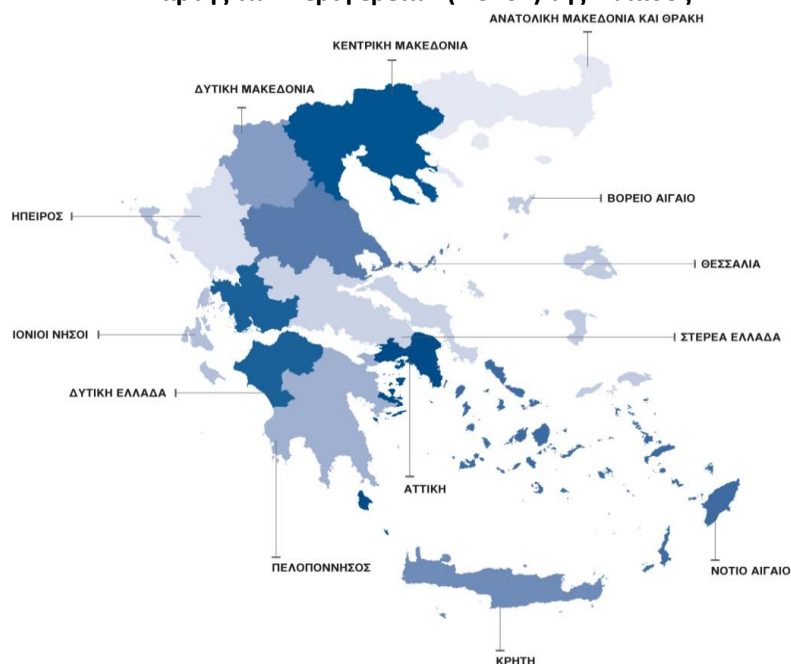 ΑΝΑΤΟΛΙΚΗ ΜΑΚΕΔΟΝΙΑ ΚΑΙ ΘΡΑΚΗ
ΚΕΝΤΡΙΚΗ ΜΑΚΕΔΟΝΙΑ
ΔΥΤΙΚΗ ΜΑΚΕΔΟΝΙΑ
ΒΟΡΕΙΟ ΑΙΓΑΙΟ
ΗΠΕΙΡΟΣ
ΘΕΣΣΑΛΙΑ
ΙΟΝΙΟΙ ΝΗΣΟΙ
ΣΤΕΡΕΑ ΕΛΛΑΔΑ
ΔΥΤΙΚΗ ΕΛΛΑΔΑ
ΑΤΤΙΚΗ
ΠΕΛΟΠΟΝΝΗΣΟΣ
ΝΟΤΙΟ ΑΙΓΑΙΟ
ΚΡΗΤΗ